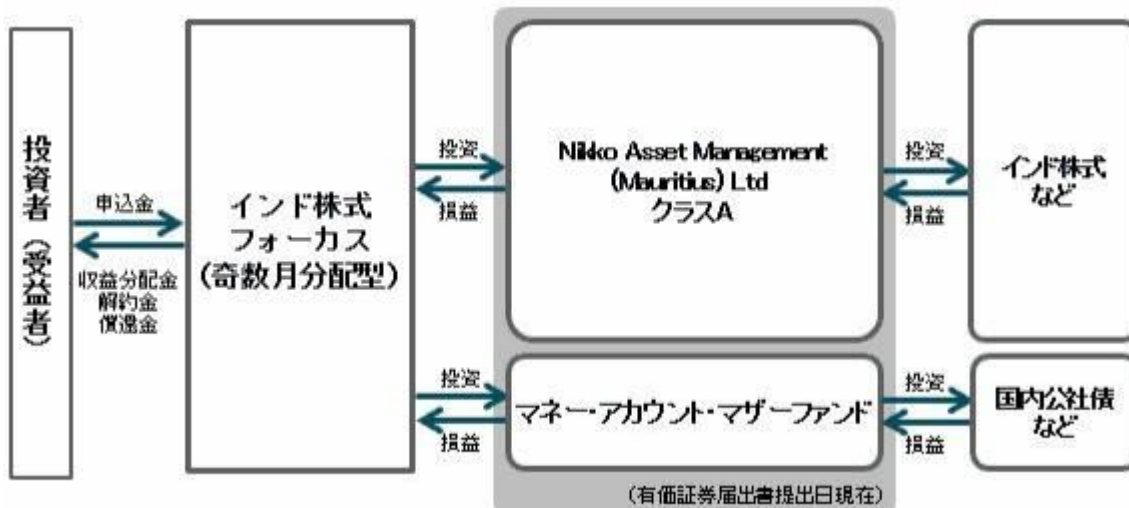 投資者（受益者）
申込金
収益分配金
解約金
償還金
インド株式
フォーカス
(奇数月分配型)
投資
損益
Nikko Asset Management
(Mauritius) Ltd
クラスA
投資
損益
インド株式
など
投資
損益
マネー・アカウント・マザーファンド
投資
損益
国内公社債
など
(有価証券届出書提出日現在)